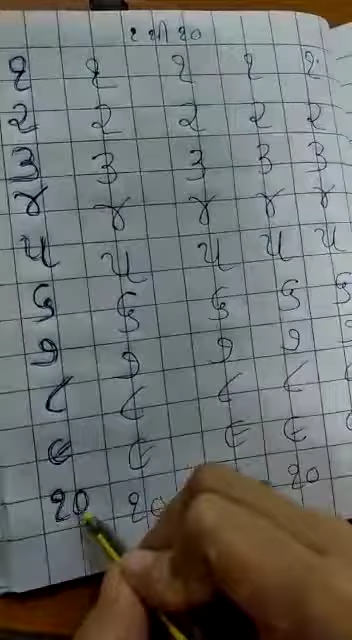 ૧ થી ૧૦
૧ ૧ ૧ ૧ ૧
૨ ૨ ૨ ૨ ૨
૩ ૩ ૩ ૩ ૩
૪ ૪ ૪ ૪ ૪
૫ ૫ ૫ ૫ ૫
૬ ૬ ૬ ૬ ૬
૭ ૭ ૭ ૭ ૭
૮ ૮ ૮ ૮
૯ ૯ ૯ ૯
૧૦ ૧૦ ૧૦